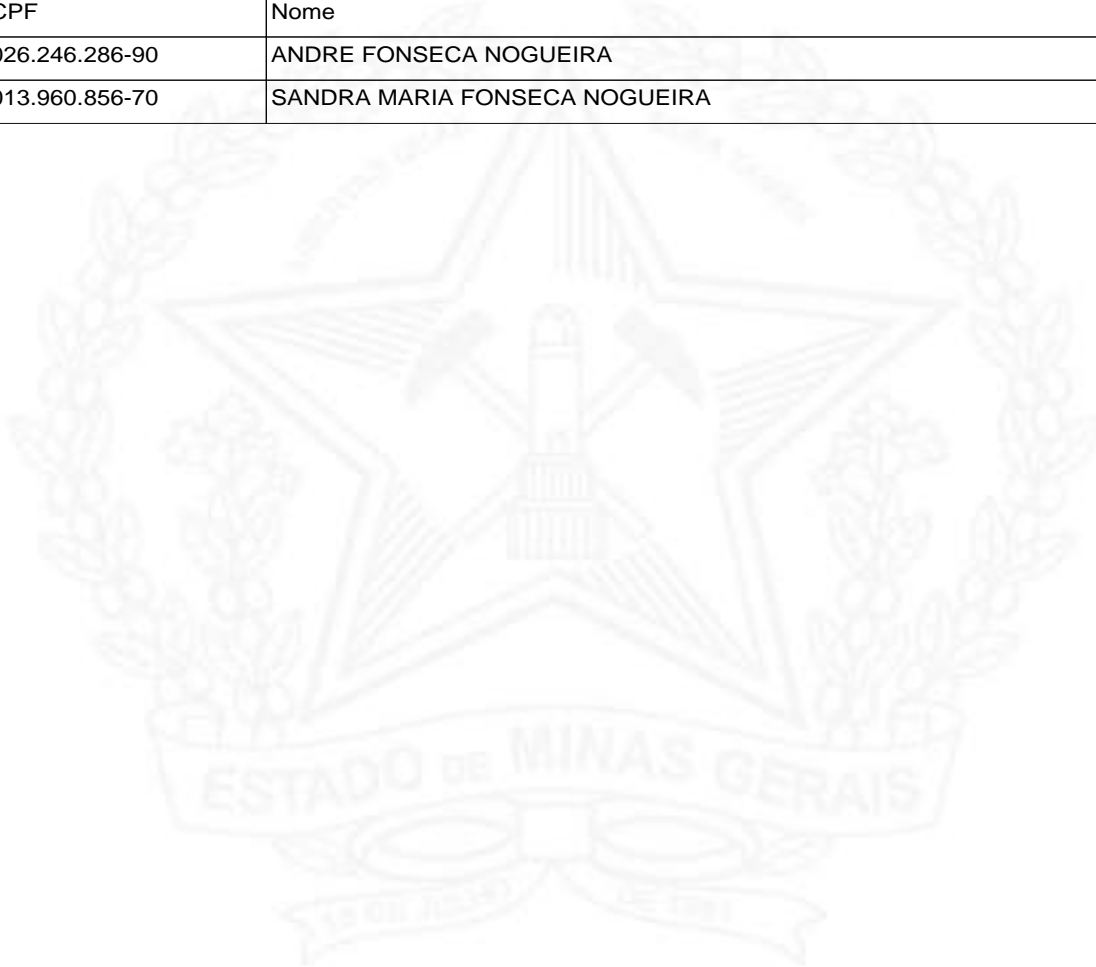 CPF Nome
026.246.286-90 ANDRE FONSECA NOGUEIRA
013.960.856-70 SANDRA MARIA FONSECA NOGUEIRA
ESTADO DE MINAS GERAIS